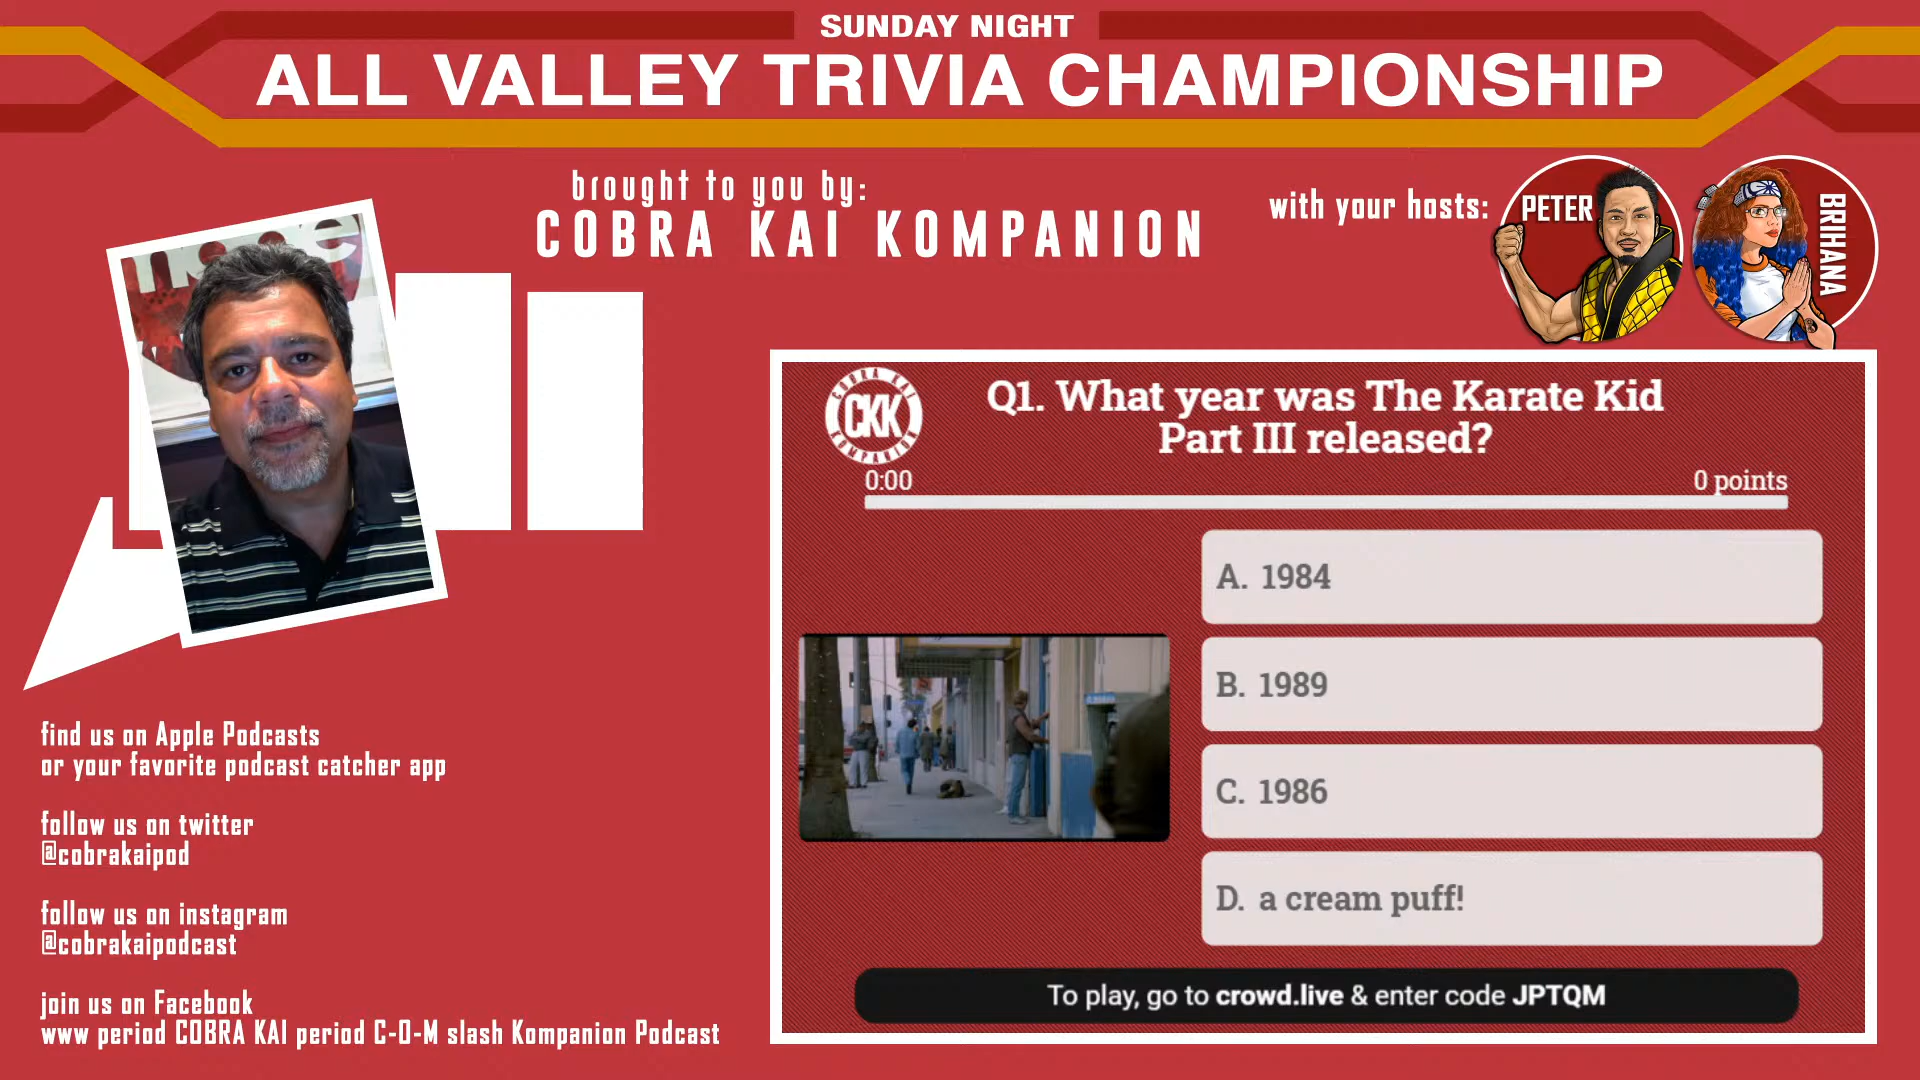 SUNDAY NIGHT
ALL VALLEY TRIVIA CHAMPIONSHIP
brought to you by:
COBRA KAI KOMPANION
with your hosts:
PETER
BRIHANA
COBRA KAI
CKK
KOMPANION
Q1. What year was The Karate Kid
Part III released?
0:00
0 points
A. 1984
B. 1989
C. 1986
D. a cream puff!
To play, go to crowd.live & enter code JPTQM
find us on Apple Podcasts
or your favorite podcast catcher app
follow us on twitter
@cobrakaipod
follow us on instagram
@cobrakaipodcast
join us on Facebook
www period COBRA KAI period C-O-M slash Kompanion Podcast